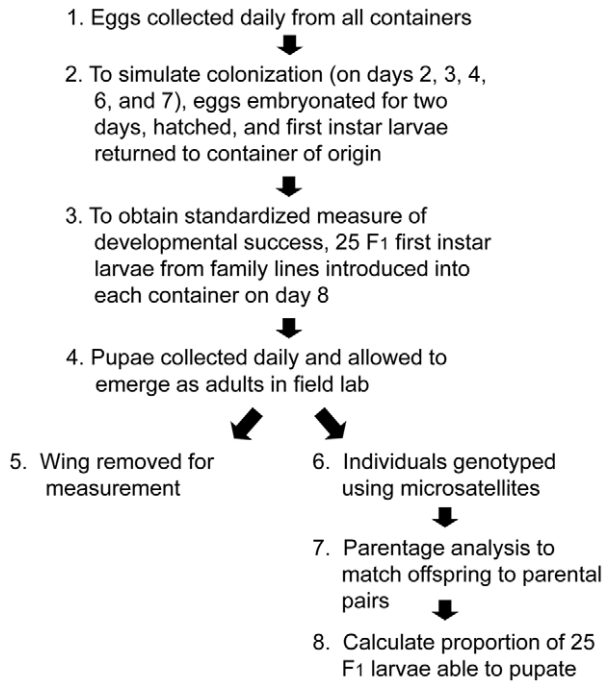 1. Eggs collected daily from all containers
2. To simulate colonization (on days 2, 3, 4,
6, and 7), eggs embryonated for two
days, hatched, and first instar larvae
returned to container of origin
3. To obtain standardized measure of
developmental success, 25 F1 first instar
larvae from family lines introduced into
each container on day 8
4. Pupae collected daily and allowed to
emerge as adults in field lab
5. Wing removed for
measurement
6. Individuals genotyped
using microsatellites
7. Parentage analysis to
match offspring to parental
pairs
8. Calculate proportion of 25
F1 larvae able to pupate